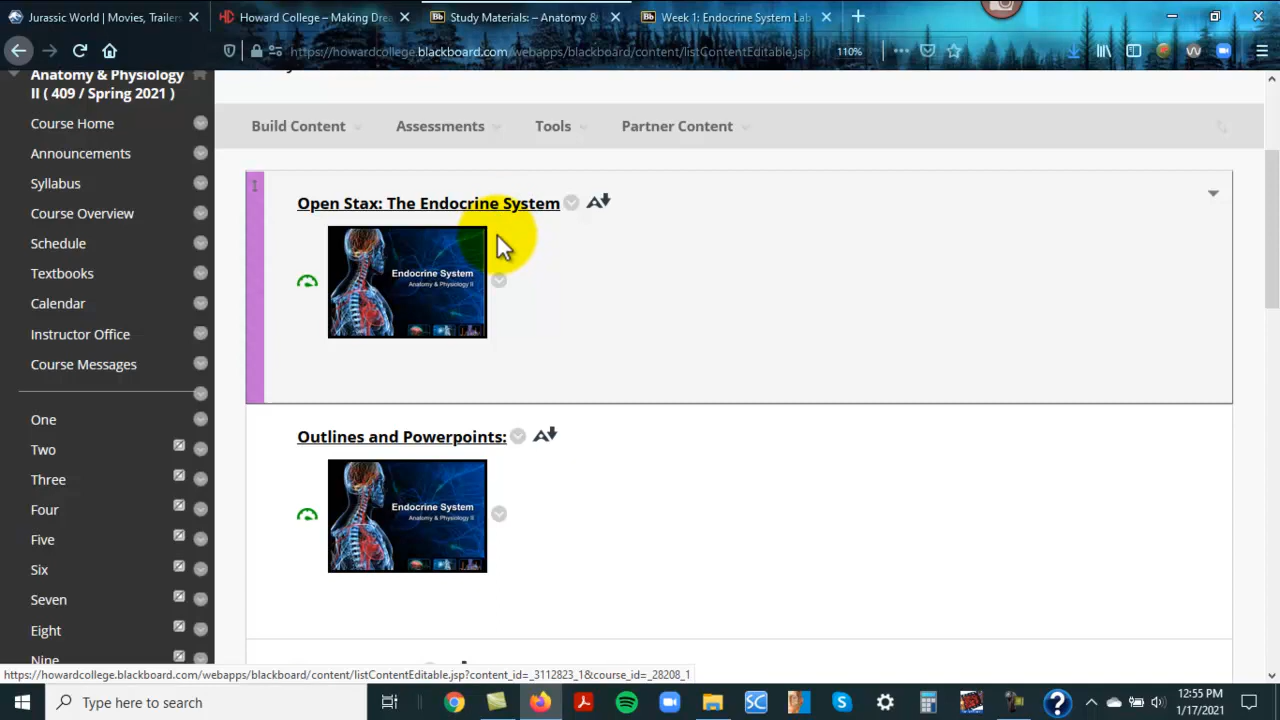 Jurassic World | Movies, Trailers
Howard College – Making Drea
Study Materials: – Anatomy &
Week 1: Endocrine System Lab
https://howardcollege.blackboard.com/webapps/blackboard/content/listContentEditable.jsp
110%
Anatomy & Physiology
II ( 409 / Spring 2021 )
Course Home
Announcements
Syllabus
Course Overview
Schedule
Textbooks
Calendar
Instructor Office
Course Messages
One
Two
Three
Four
Five
Six
Seven
Eight
Nine
Build Content
Assessments
Tools
Partner Content
Open Stax: The Endocrine System
Endocrine System
Anatomy & Physiology II
Outlines and Powerpoints:
Endocrine System
Anatomy & Physiology II
https://howardcollege.blackboard.com/webapps/blackboard/content/listContentEditable.jsp?content_id=_3112823_1&course_id=_28208_1
Type here to search
12:55 PM
1/17/2021